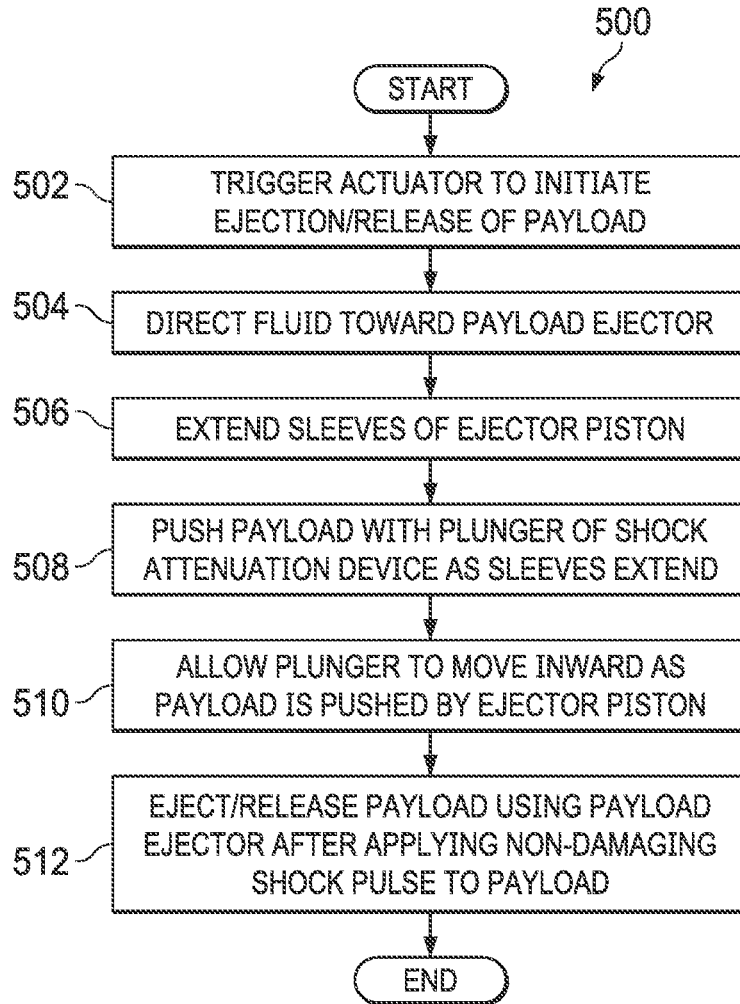 500
START
502
TRIGGER ACTUATOR TO INITIATE
EJECTION/RELEASE OF PAYLOAD
504
DIRECT FLUID TOWARD PAYLOAD EJECTOR
506
EXTEND SLEEVES OF EJECTOR PISTON
508
PUSH PAYLOAD WITH PLUNGER OF SHOCK
ATTENUATION DEVICE AS SLEEVES EXTEND
510
ALLOW PLUNGER TO MOVE INWARD AS
PAYLOAD IS PUSHED BY EJECTOR PISTON
512
EJECT/RELEASE PAYLOAD USING PAYLOAD
EJECTOR AFTER APPLYING NON-DAMAGING
SHOCK PULSE TO PAYLOAD
END